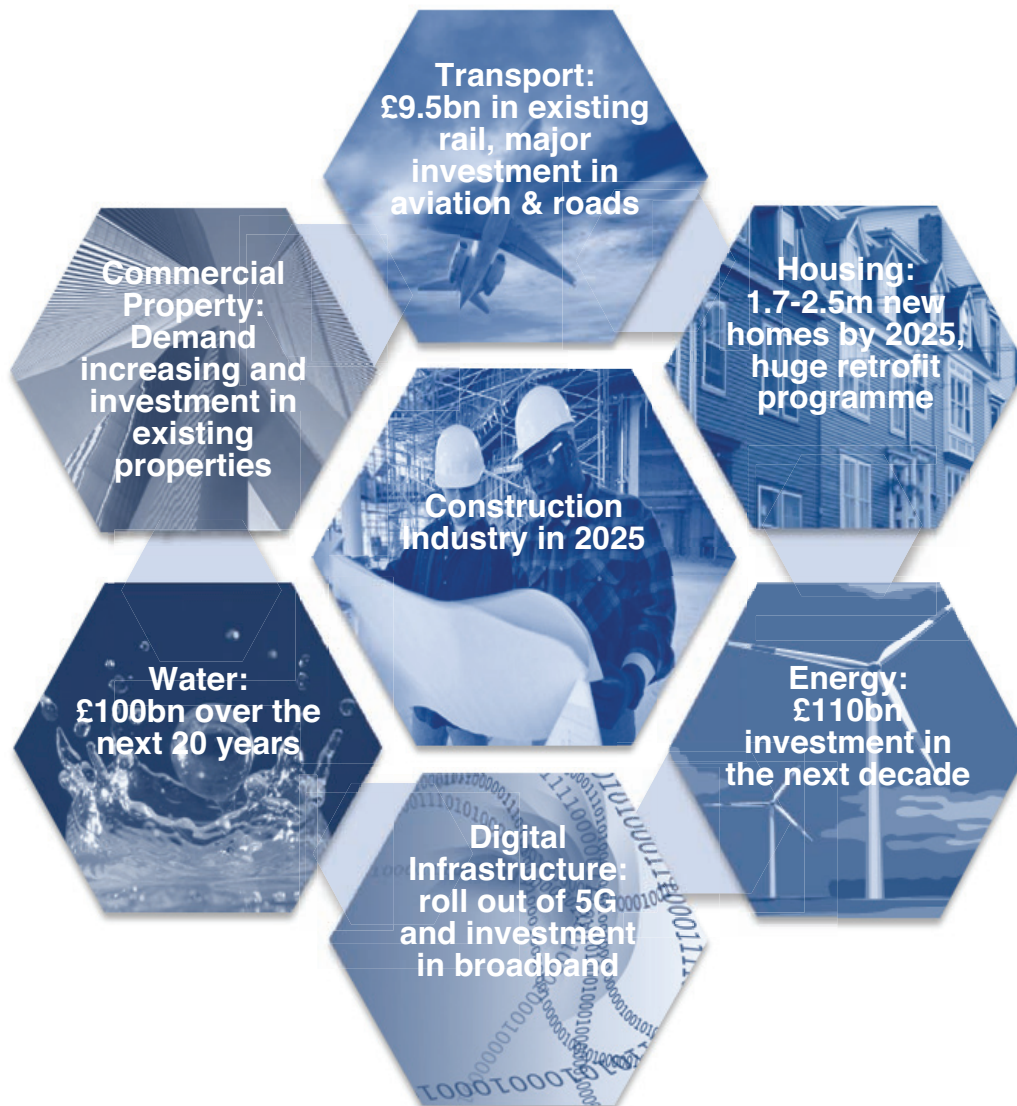 Transport:
£9.5bn in existing
rail, major
investment in
aviation & roads
Housing:
1.7-2.5m new
homes by 2025,
huge retrofit
programme
Energy:
£110bn
investment in
the next decade
Digital
Infrastructure:
roll out of 5G
and investment
in broadband
Water:
£100bn over the
next 20 years
Commercial
Property:
Demand
increasing and
investment in
existing
properties
Construction
Industry in 2025